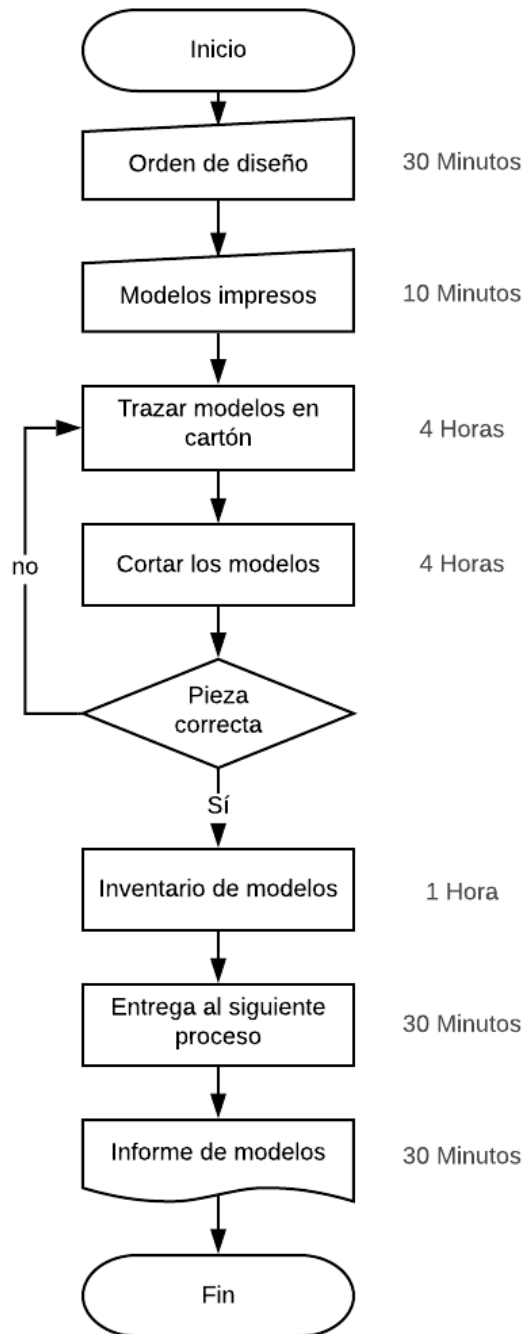 Inicio
Orden de diseño
30 Minutos
Modelos impresos
10 Minutos
Trazar modelos en
cartón
4 Horas
no
Cortar los modelos
4 Horas
Pieza
correcta
Sí
Inventario de modelos
1 Hora
Entrega al siguiente
proceso
30 Minutos
Informe de modelos
30 Minutos
Fin